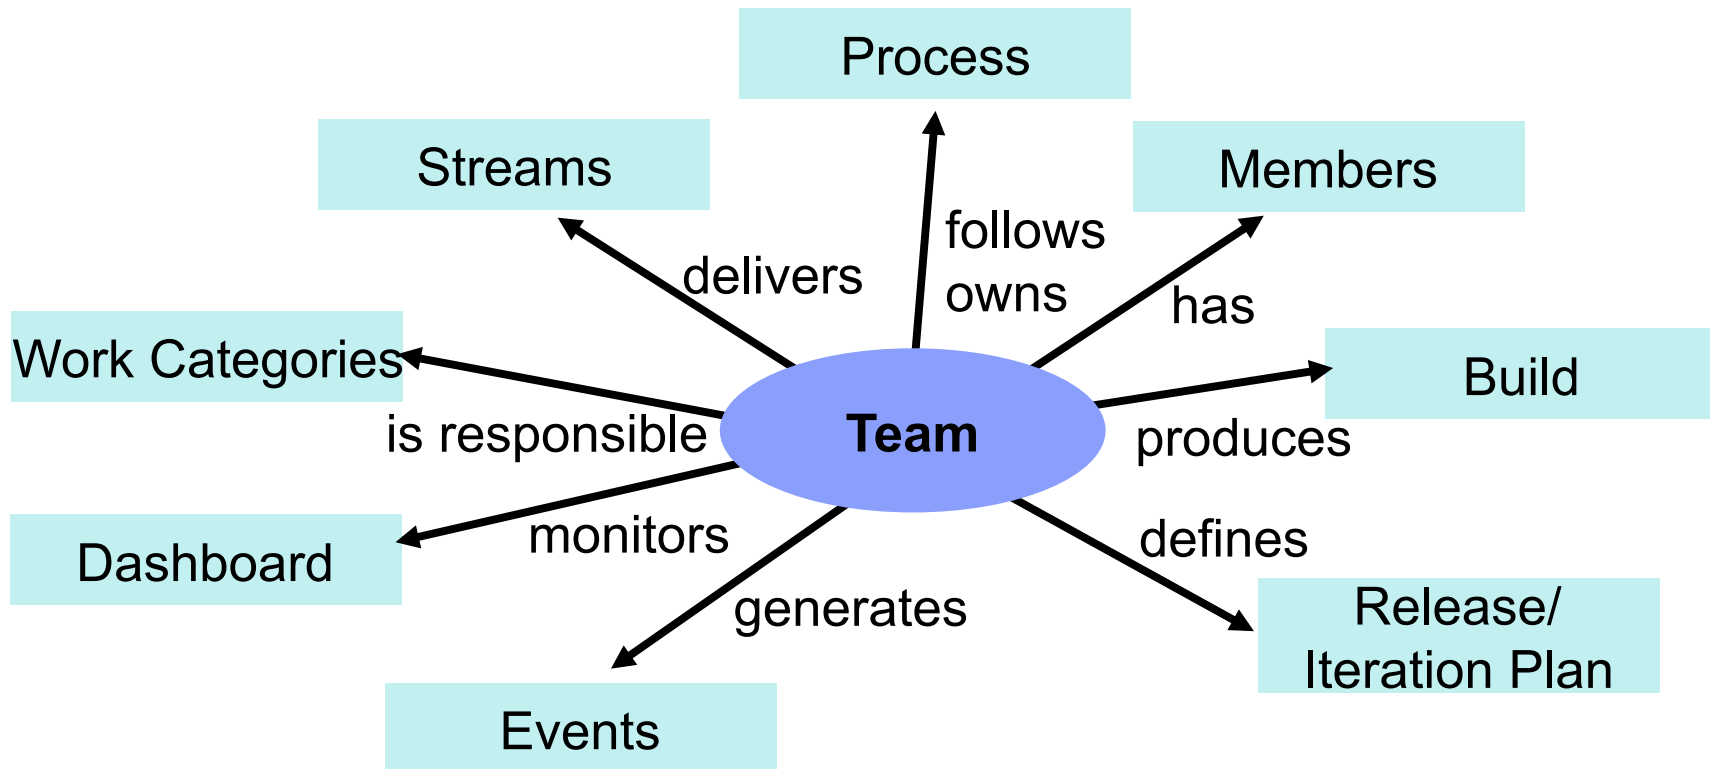 Process
Streams
Members
follows
owns
delivers
has
Work Categories
Build
is responsible
Team
produces
Dashboard
monitors
defines
generates
Release/
Iteration Plan
Events